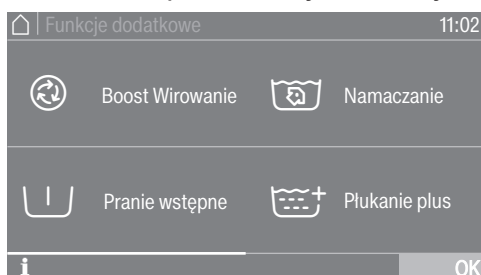 Funkcje dodatkowe 11:02
Boost Wirowanie Namaczanie
Pranie wstępne Płukanie plus
i OK